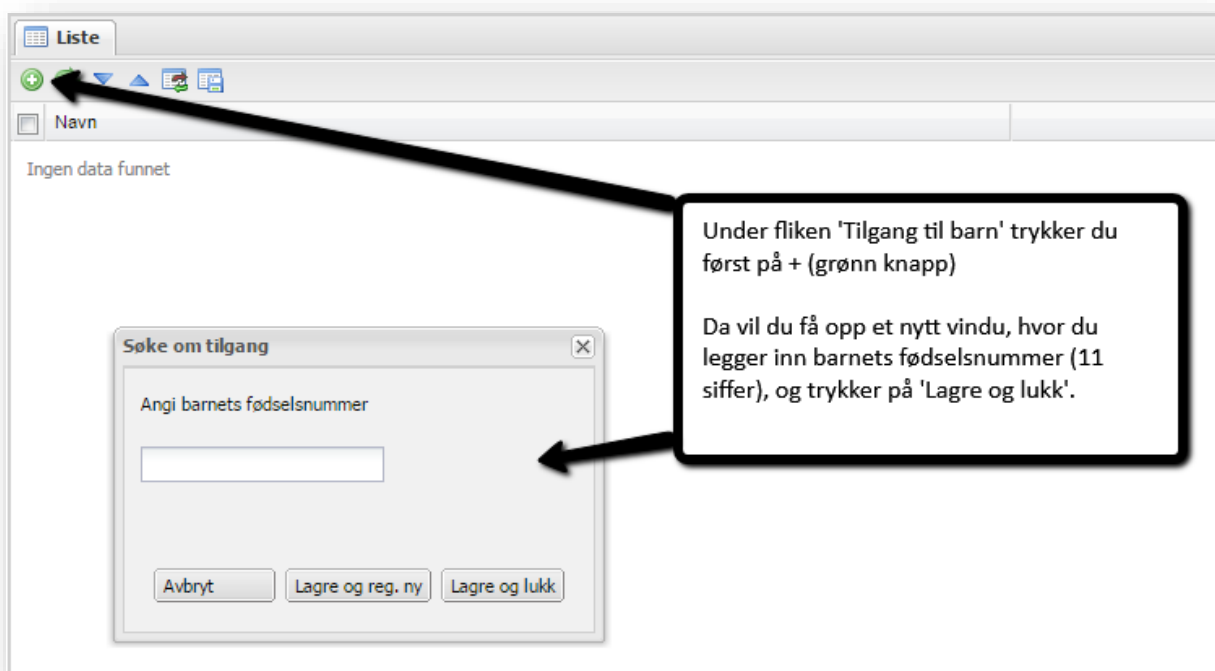 Liste
Navn
Ingen data funnet
Under fliken 'Tilgang til barn' trykker du
først på + (grønn knapp)
Da vil du få opp et nytt vindu, hvor du
legger inn barnets fødselsnummer (11
siffer), og trykker på 'Lagre og lukk'.
Søke om tilgang
Angi barnets fødselsnummer
Avbryt
Lagre og reg. ny
Lagre og lukk